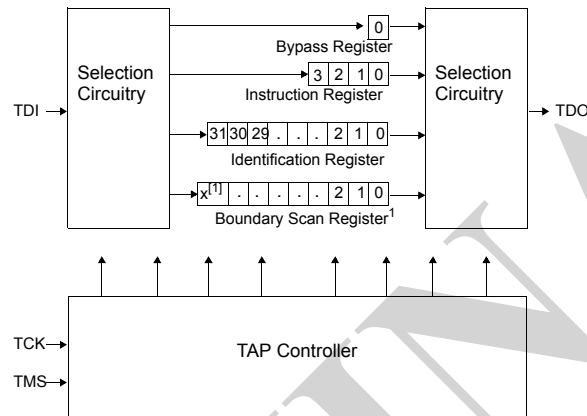 0
Bypass Register
Selection Circuitry
3 2 1 0
Instruction Register
Selection Circuitry
TDI
TDO
31 30 29 . . . 2 1 0
Identification Register
x[1] . . . . . 2 1 0
Boundary Scan Register1
TCK
TAP Controller
TMS